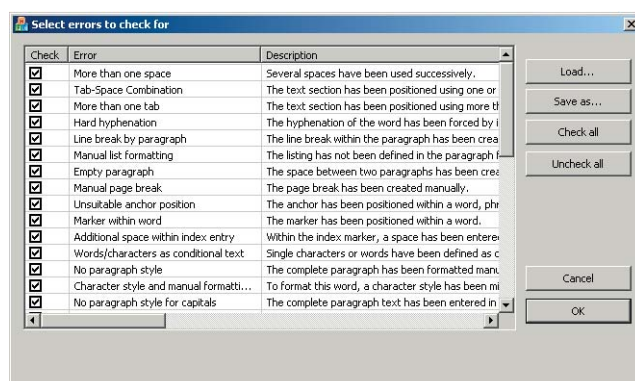 Select errors to check for
Check Error Description
More than one space Several spaces have been used successively.
Tab-Space Combination The text section has been positioned using one or
More than one tab The text section has been positioned using more th
Hard hyphenation The hyphenation of the word has been forced by i
Line break by paragraph The line break within the paragraph has been crea
Manual list formatting The listing has not been defined in the paragraph f
Empty paragraph The space between two paragraphs has been crea
Manual page break The page break has been created manually.
Unsuitable anchor position The anchor has been positioned within a word, phr
Marker within word The marker has been positioned within a word.
Additional space within index entry Within the index marker, a space has been entere
Words/characters as conditional text Single characters or words have been defined as c
No paragraph style The complete paragraph has been formatted manu
Character style and manual formatti... To format this word, a character style has been mi
No paragraph style for capitals The complete paragraph text has been entered in
Load...
Save as...
Check all
Uncheck all
Cancel
OK